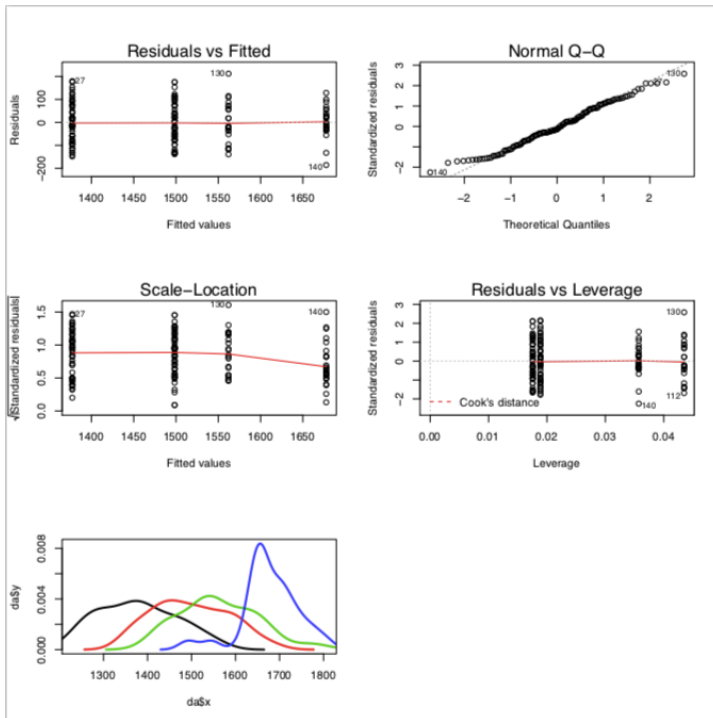 Residuals vs Fitted
Residuals
100
0
−200
27
130
140
1400 1450 1500 1550 1600 1650
Fitted values
Normal Q−Q
Standardized residuals
3
2
1
0
−2
130
140
−2 −1 0 1 2
Theoretical Quantiles
Scale−Location
√|Standardized residuals|
1.5
1.0
0.5
0.0
27
130
140
1400 1450 1500 1550 1600 1650
Fitted values
Residuals vs Leverage
Standardized residuals
3
2
1
0
−2
130
140
112
Cook's distance
0.00 0.01 0.02 0.03 0.04
Leverage
da$y
0.008
0.004
0.000
1300 1400 1500 1600 1700 1800
da$x